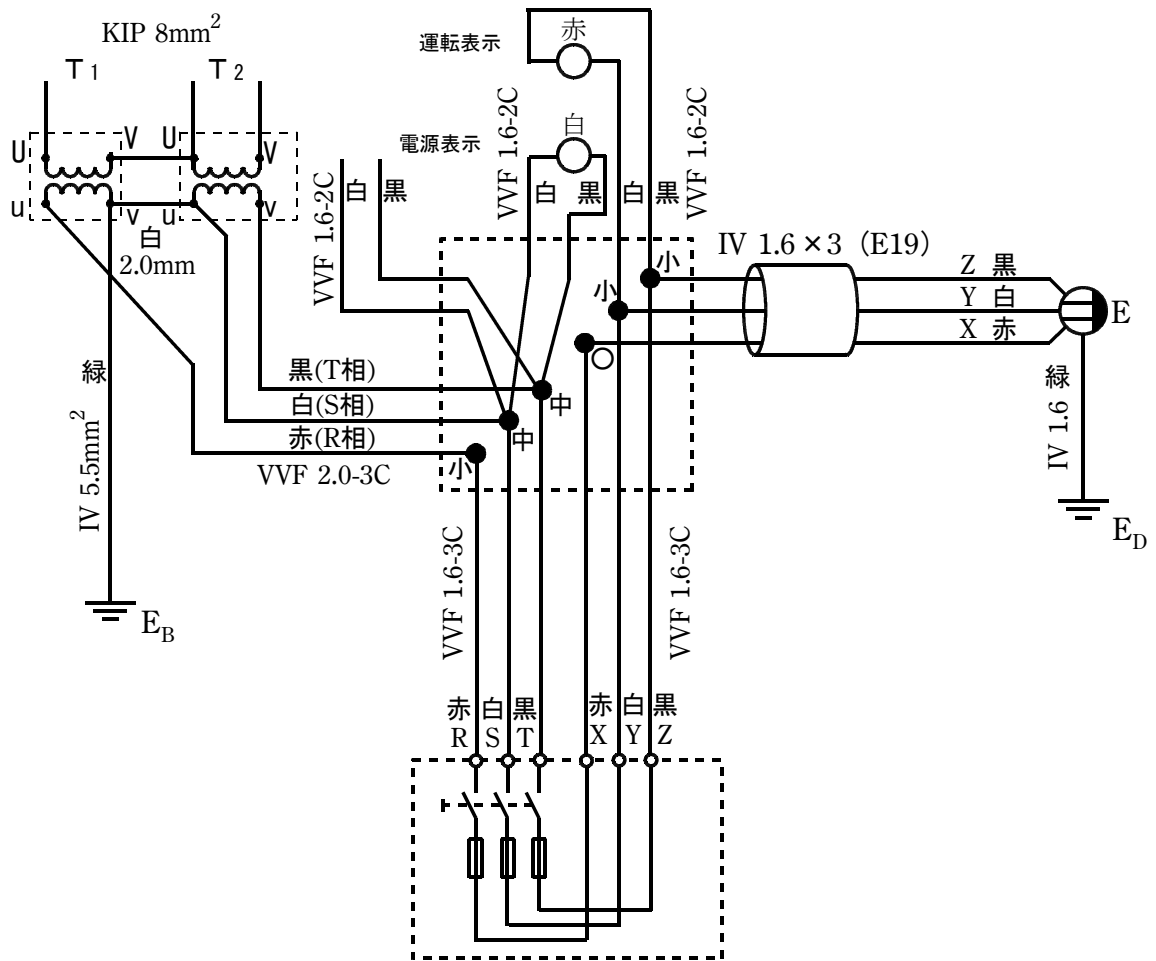 KIP 8mm²
T 1
T 2
U
V
U
V
u
v
u
v
白
2.0mm
緑
IV 5.5mm²
E_B
運転表示
赤
電源表示
白
VVF 1.6-2C
白
黒
VVF 1.6-2C
白
黒
白
黒
VVF 1.6-2C
小
小
○
中
中
小
黒(T相)
白(S相)
赤(R相)
VVF 2.0-3C
IV 1.6×3 (E19)
Z 黒
Y 白
X 赤
E
緑
IV 1.6
E_D
VVF 1.6-3C
VVF 1.6-3C
赤 白 黒 赤 白 黒
R S T X Y Z